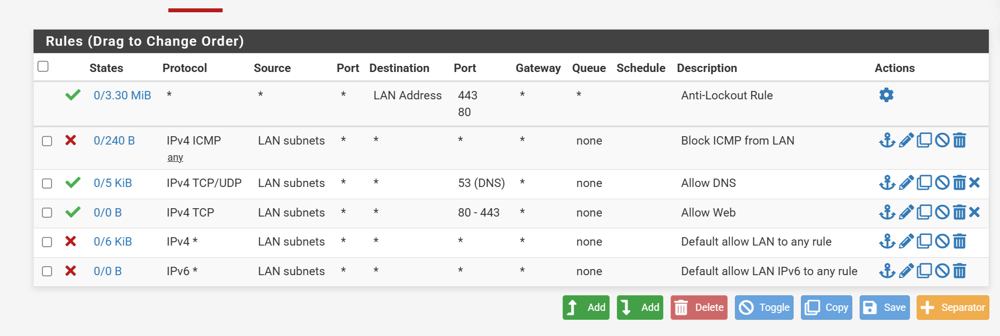 Rules (Drag to Change Order)
States Protocol Source Port Destination Port Gateway Queue Schedule Description Actions
0/3.30 MiB * * * LAN Address 443 * * Anti-Lockout Rule
80
0/240 B IPv4 ICMP LAN subnets * * * * none Block ICMP from LAN
any
0/5 KiB IPv4 TCP/UDP LAN subnets * * 53 (DNS) * none Allow DNS
0/0 B IPv4 TCP LAN subnets * * 80 - 443 * none Allow Web
0/6 KiB IPv4 * LAN subnets * * * * none Default allow LAN to any rule
0/0 B IPv6 * LAN subnets * * * * none Default allow LAN IPv6 to any rule
Add Add Delete Toggle Copy Save Separator